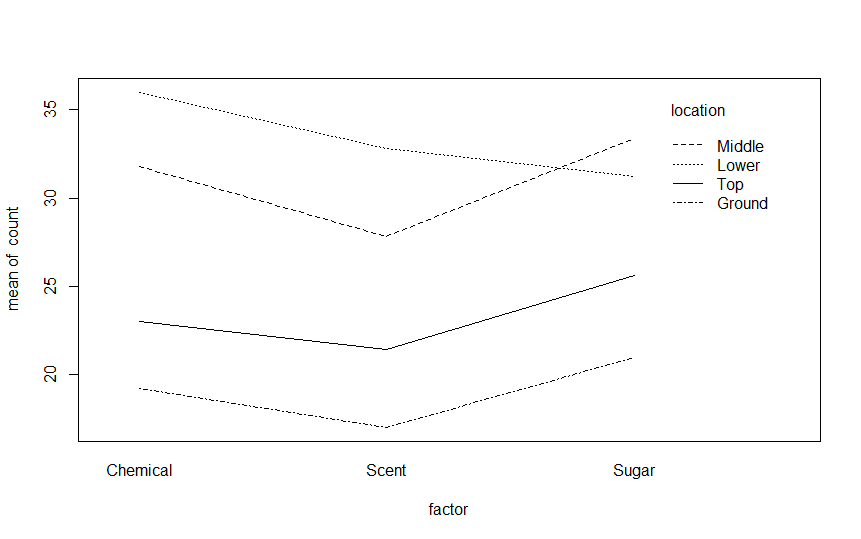 location
Middle
Lower
Top
Ground
35
30
25
20
mean of  count
Chemical Scent Sugar
factor